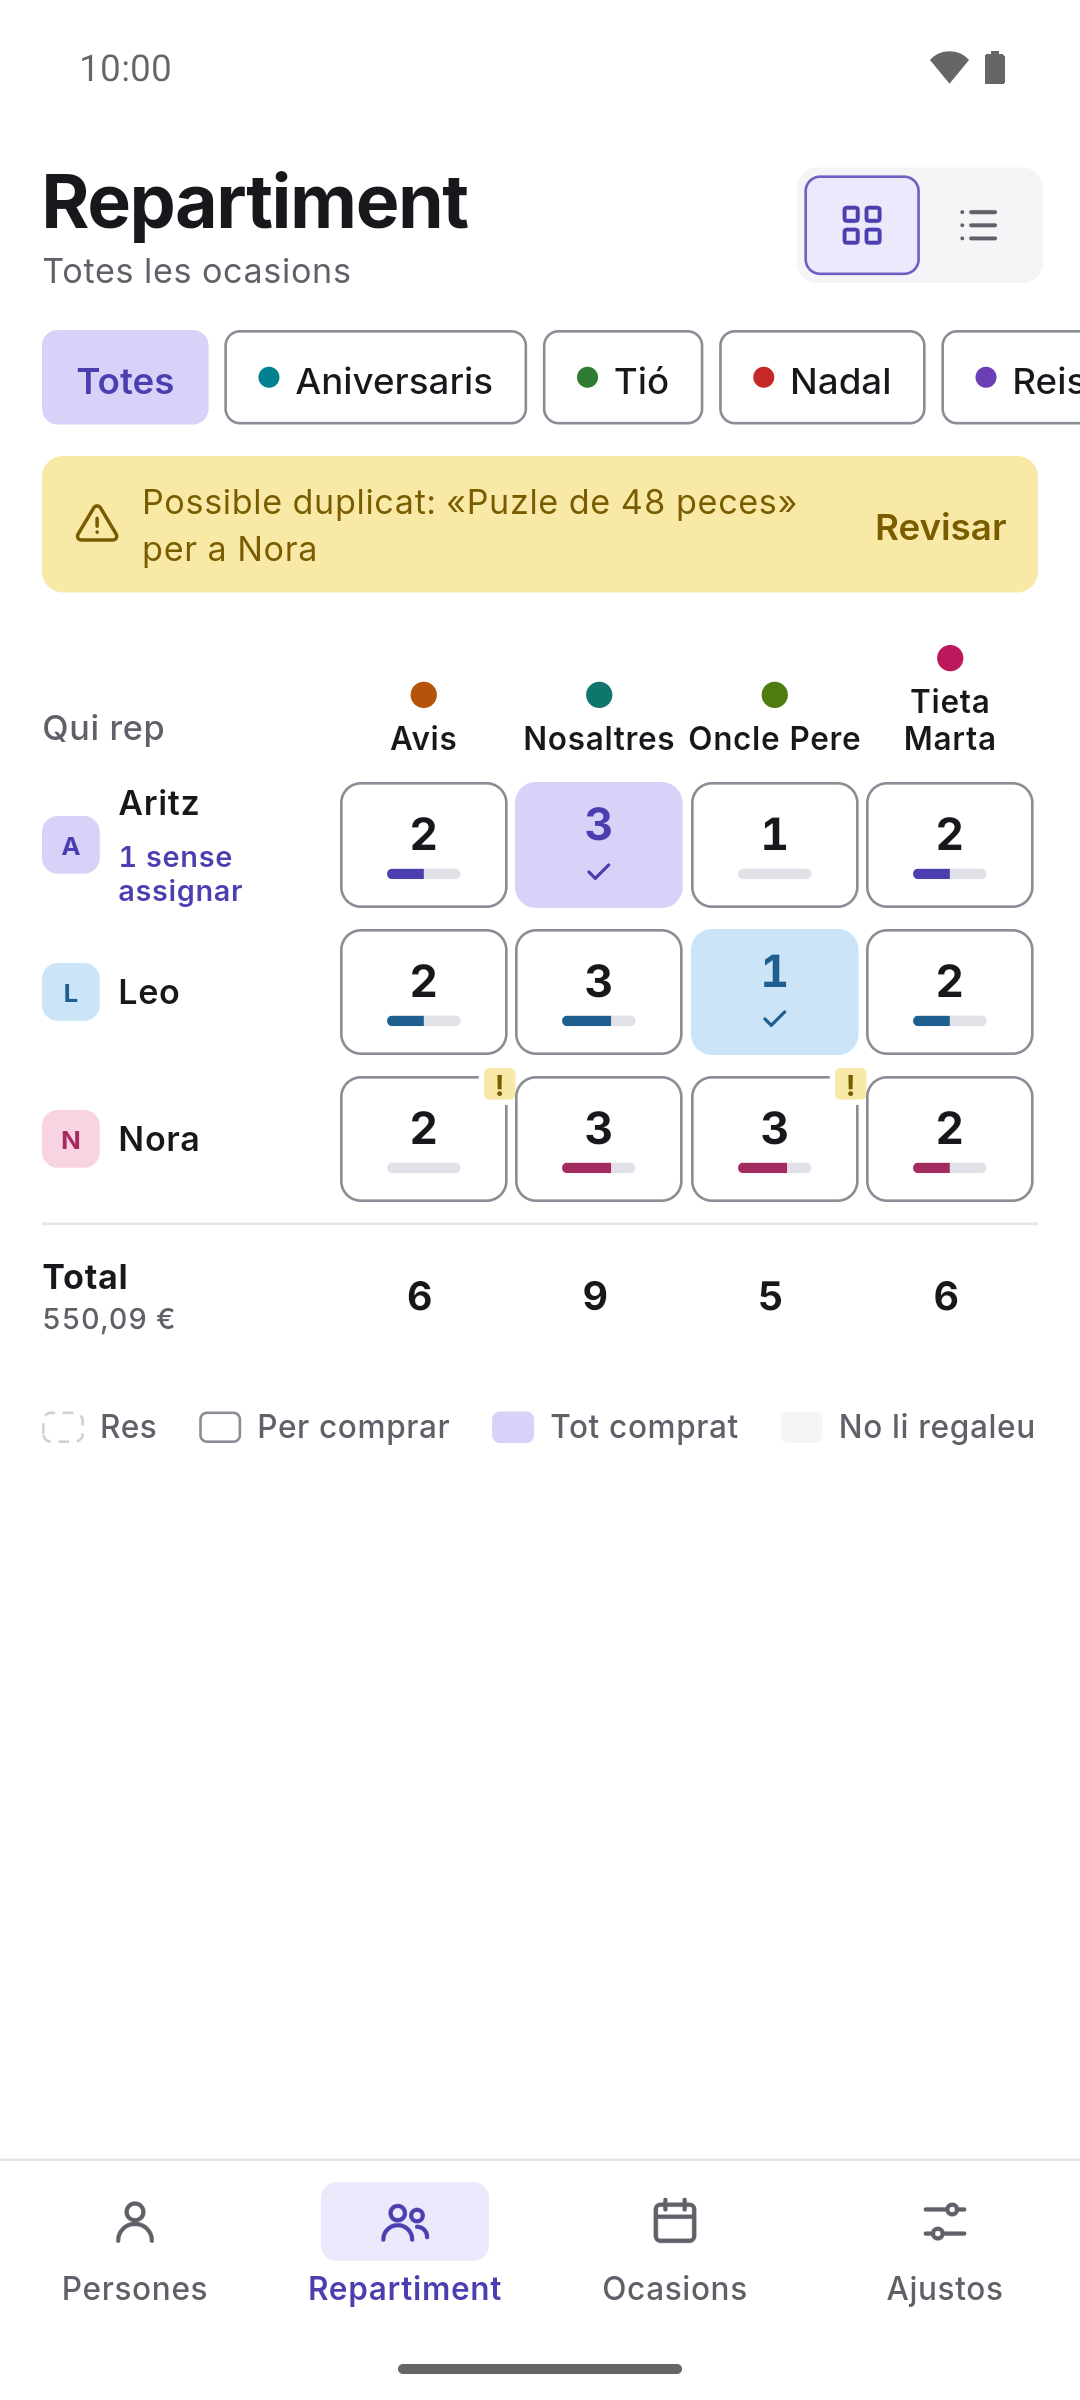 10:00
Repartiment
Totes les ocasions
Totes
Aniversaris
Tió
Nadal
Reis
Possible duplicat: «Puzle de 48 peces»
per a Nora
Revisar
Qui rep
Avis
Nosaltres
Oncle Pere
Tieta
Marta
A
Aritz
1 sense
assignar
2
3
1
2
L
Leo
2
3
1
2
N
Nora
2
!
3
3
!
2
Total
550,09 €
6
9
5
6
Res
Per comprar
Tot comprat
No li regaleu
Persones
Repartiment
Ocasions
Ajustos